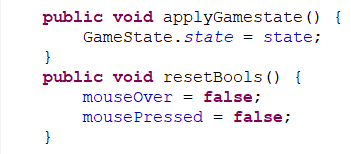 public void applyGamestate() {
    GameState.state = state;
}
public void resetBools() {
    mouseOver = false;
    mousePressed = false;
}